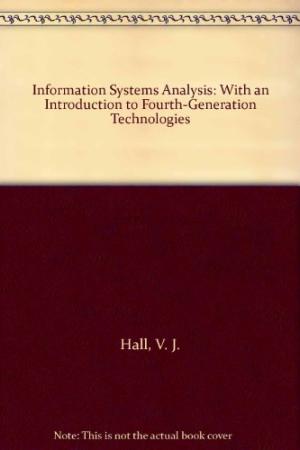 Information Systems Analysis: With an
Introduction to Fourth-Generation
Technologies
Hall, V. J.
Note: This is not the actual book cover